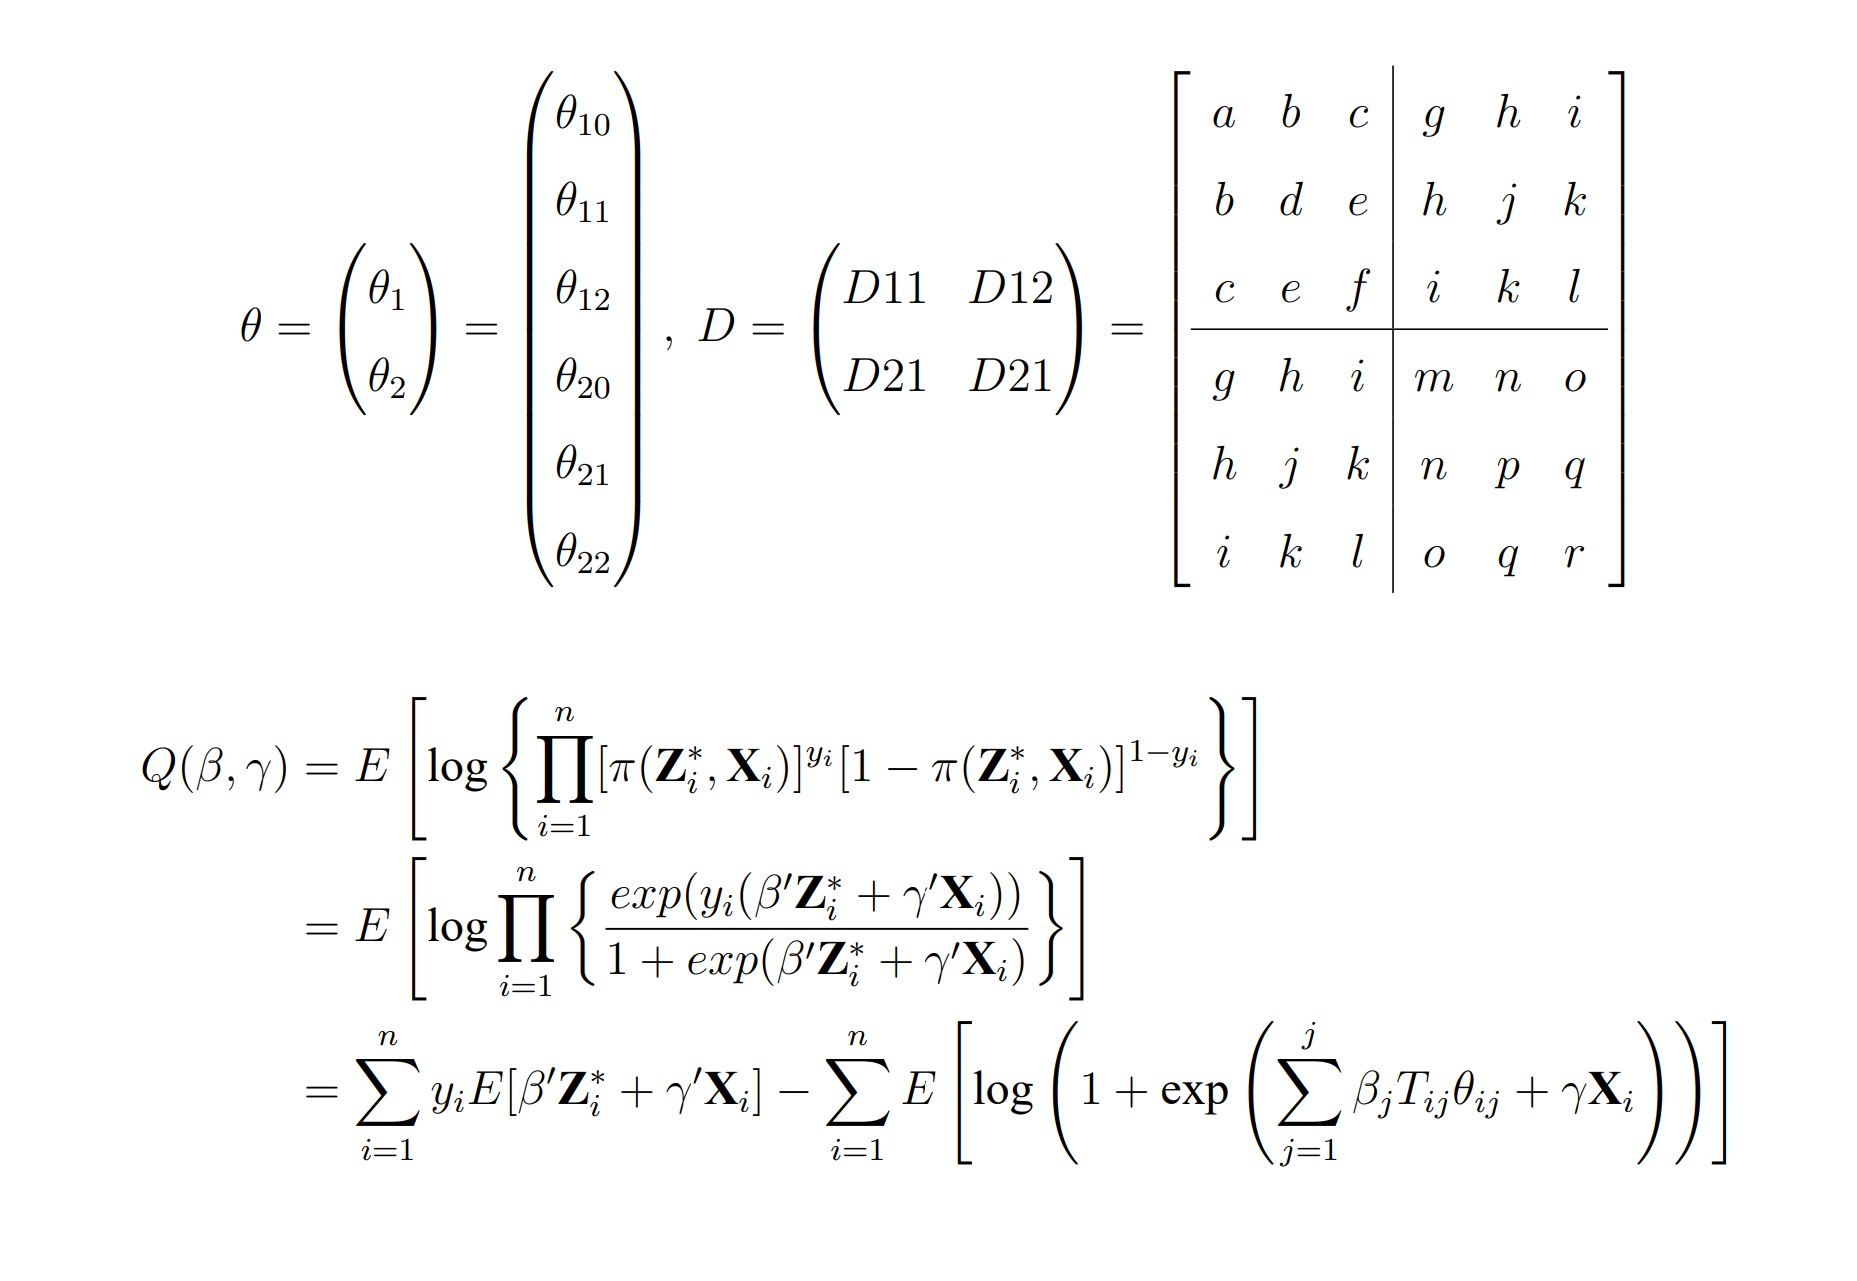 θ = (θ₁ θ₂) = (θ₁₀ θ₁₁ θ₁₂ θ₂₀ θ₂₁ θ₂₂) , D = (D11 D12 D21 D21) = [
a b c | g h i
b d e | h j k
c e f | i k l
g h i | m n o
h j k | n p q
i k l | o q r ]
Q(β, γ) = E [log {∏_{i=1}^{n} [π(𝐙_i^*, 𝐗_i)]^{y_i} [1 − π(𝐙_i^*, 𝐗_i)]^{1−y_i}}]
= E [log ∏_{i=1}^{n} {exp(y_i(β′𝐙_i^* + γ′𝐗_i)) / 1 + exp(β′𝐙_i^* + γ′𝐗_i)}]
= ∑_{i=1}^{n} y_i E[β′𝐙_i^* + γ′𝐗_i] − ∑_{i=1}^{n} E [log (1 + exp (∑_{j=1}^{j} β_j T_{ij} θ_{ij} + γ𝐗_i))]